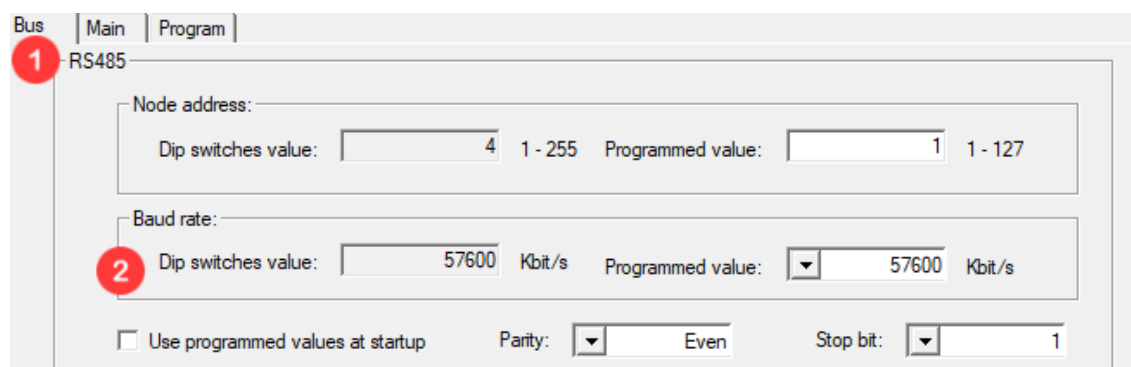 Bus Main Program
1 RS485
Node address:
Dip switches value: 4 1 - 255 Programmed value: 1 1 - 127
Baud rate:
2 Dip switches value: 57600 Kbit/s Programmed value: 57600 Kbit/s
Use programmed values at startup Parity: Even Stop bit: 1